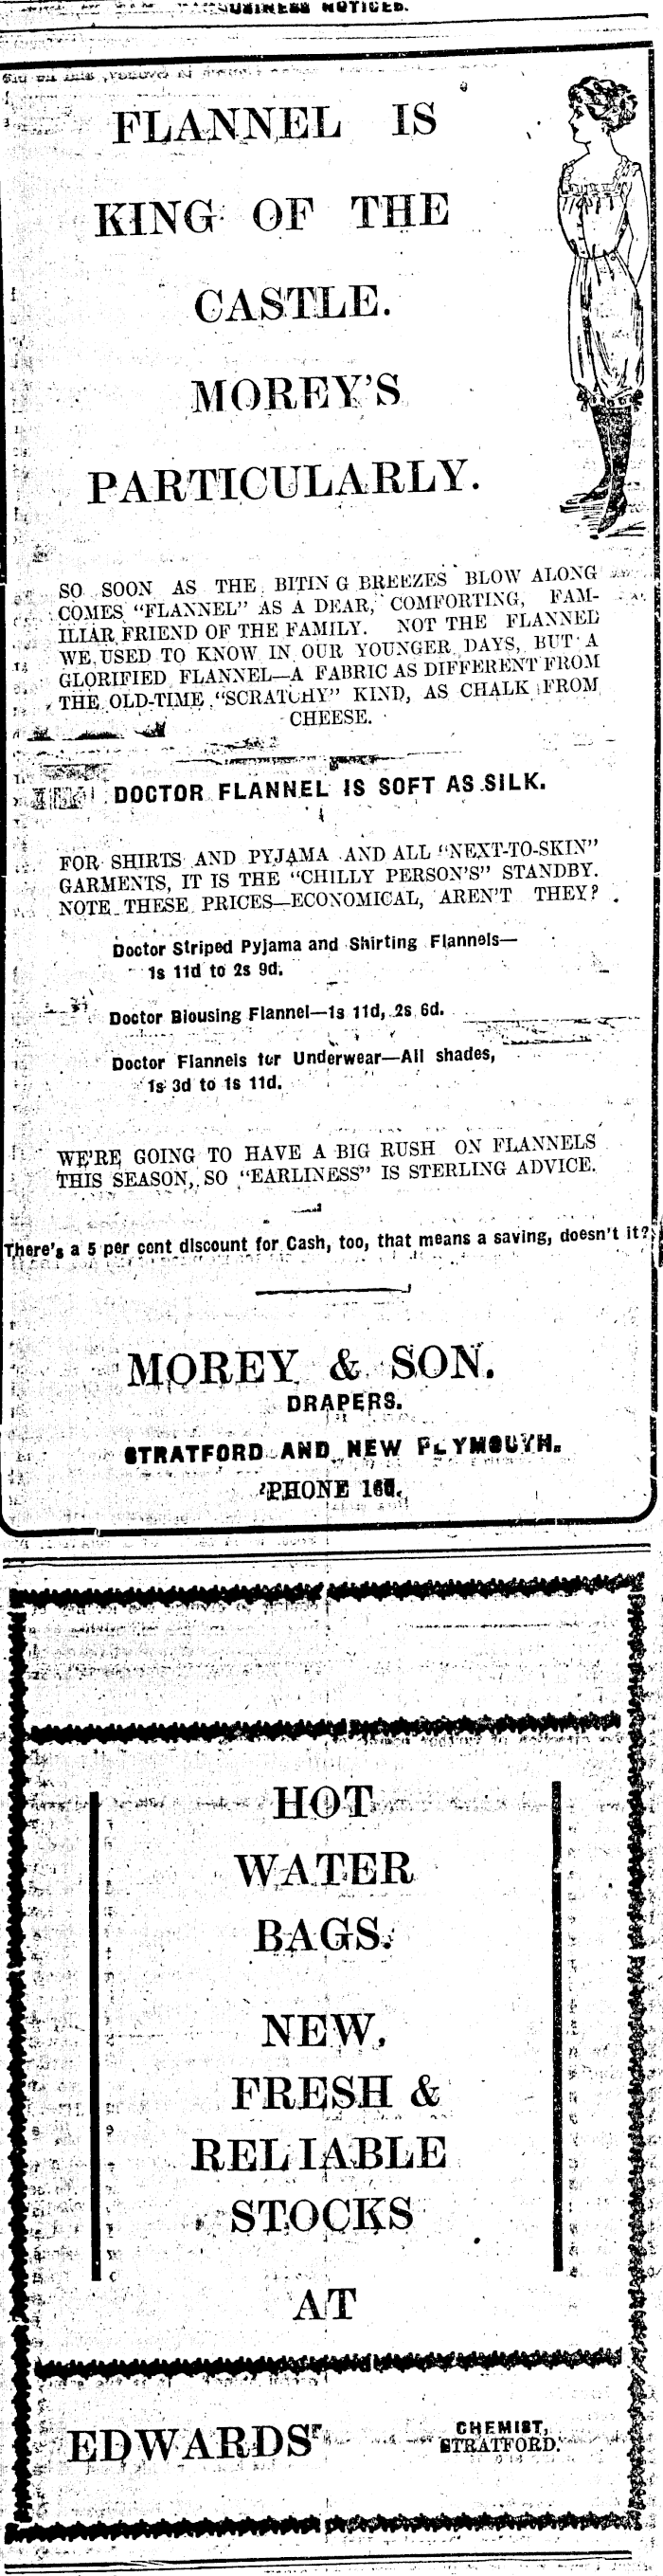 BUSINESS NOTICES.
FLANNEL IS
KING OF THE
CASTLE.
MOREY'S
PARTICULARLY.
SO SOON AS THE BITIN G BREEZES BLOW ALONG
COMES "FLANNEL" AS A DEAR, COMFORTING, FAM-
ILIAR FRIEND OF THE FAMILY. NOT THE FLANNEL
WE USED TO KNOW IN OUR YOUNGER DAYS, BUT A
GLORIFIED FLANNEL—A FABRIC AS DIFFERENT FROM
THE OLD-TIME "SCRATCHY" KIND, AS CHALK FROM
CHEESE.
DOCTOR FLANNEL IS SOFT AS SILK.
FOR SHIRTS AND PYJAMA AND ALL "NEXT-TO-SKIN"
GARMENTS, IT IS THE "CHILLY PERSON'S" STANDBY.
NOTE THESE PRICES—ECONOMICAL, AREN'T THEY?
Doctor Striped Pyjama and Shirting Flannels—
1s 11d to 2s 9d.
Doctor Blousing Flannel—1s 11d, 2s 6d.
Doctor Flannels for Underwear—All shades,
1s 3d to 1s 11d.
WE'RE GOING TO HAVE A BIG RUSH ON FLANNELS
THIS SEASON, SO "EARLINESS" IS STERLING ADVICE.
There's a 5 per cent discount for Cash, too, that means a saving, doesn't it?
MOREY & SON.
DRAPERS.
STRATFORD AND NEW PLYMOUTH.
'PHONE
HOT
WATER
BAGS.
NEW,
FRESH &
RELIABLE
STOCKS
AT
EDWARDS'
CHEMIST,
STRATFORD.